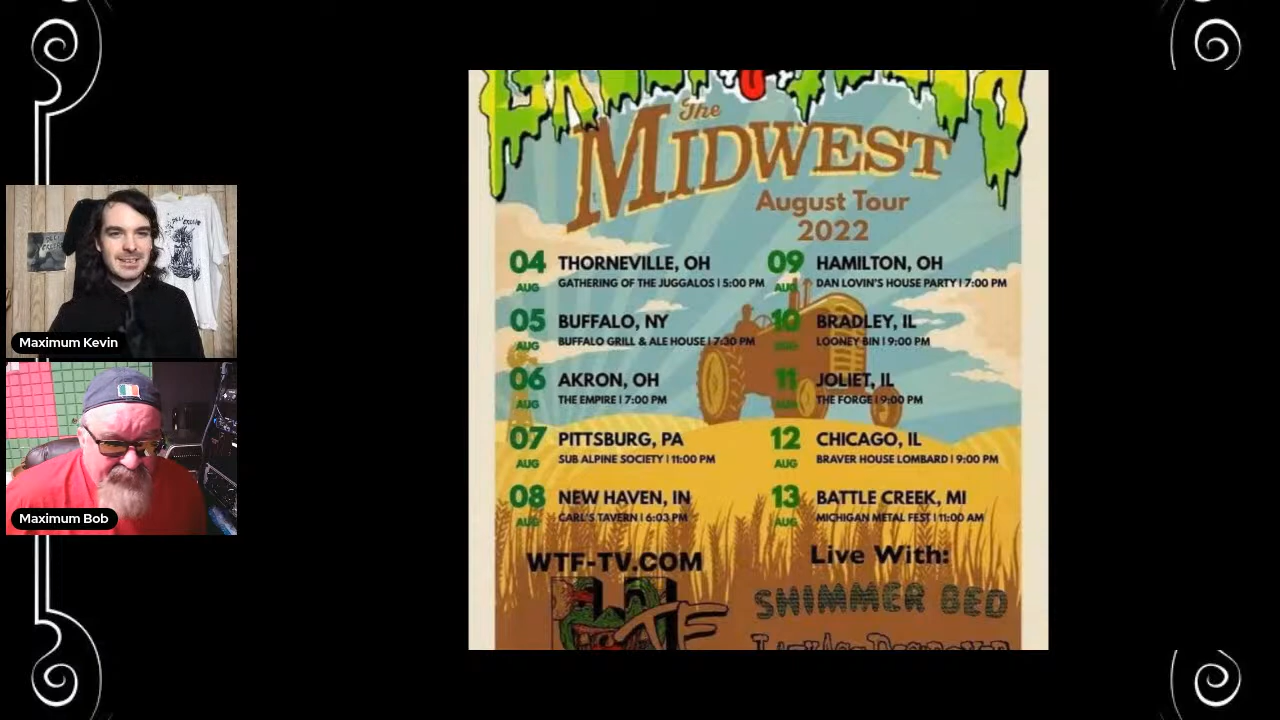 The
MIDWEST
August Tour
2022
04 AUG THORNEVILLE, OH
GATHERING OF THE JUGGALOS | 5:00 PM
05 AUG BUFFALO, NY
BUFFALO GRILL & ALE HOUSE | 7:30 PM
06 AUG AKRON, OH
THE EMPIRE | 7:00 PM
07 AUG PITTSBURG, PA
SUB ALPINE SOCIETY | 11:00 PM
08 AUG NEW HAVEN, IN
CARL'S TAVERN | 6:03 PM
09 AUG HAMILTON, OH
DAN LOVIN'S HOUSE PARTY | 7:00 PM
10 AUG BRADLEY, IL
LOONEY BIN | 9:00 PM
11 AUG JOLIET, IL
THE FORGE | 9:00 PM
12 AUG CHICAGO, IL
BRAVER HOUSE LOMBARD | 9:00 PM
13 AUG BATTLE CREEK, MI
MICHIGAN METAL FEST | 11:00 AM
WTF-TV.COM
WTF
Live With:
SHIMMER BED
Maximum Kevin
Maximum Bob